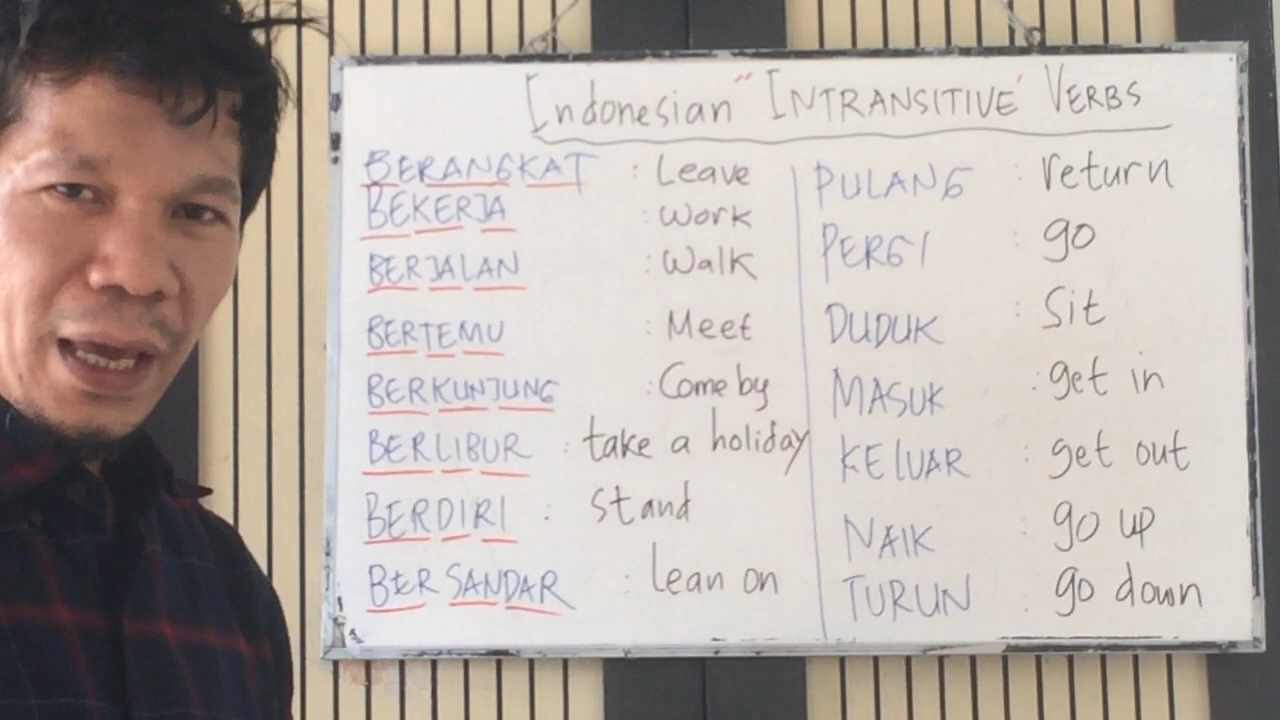 Indonesian "INTRANSITIVE" VERBS
BERANGKAT : Leave
BEKERJA : Work
BERJALAN : Walk
BERTEMU : Meet
BERKUNJUNG : Come by
BERLIBUR : take a holiday
BERDIRI : Stand
BERSANDAR : Lean on
PULANG : return
PERGI : go
DUDUK : Sit
MASUK : get in
KELUAR : get out
NAIK : go up
TURUN : go down